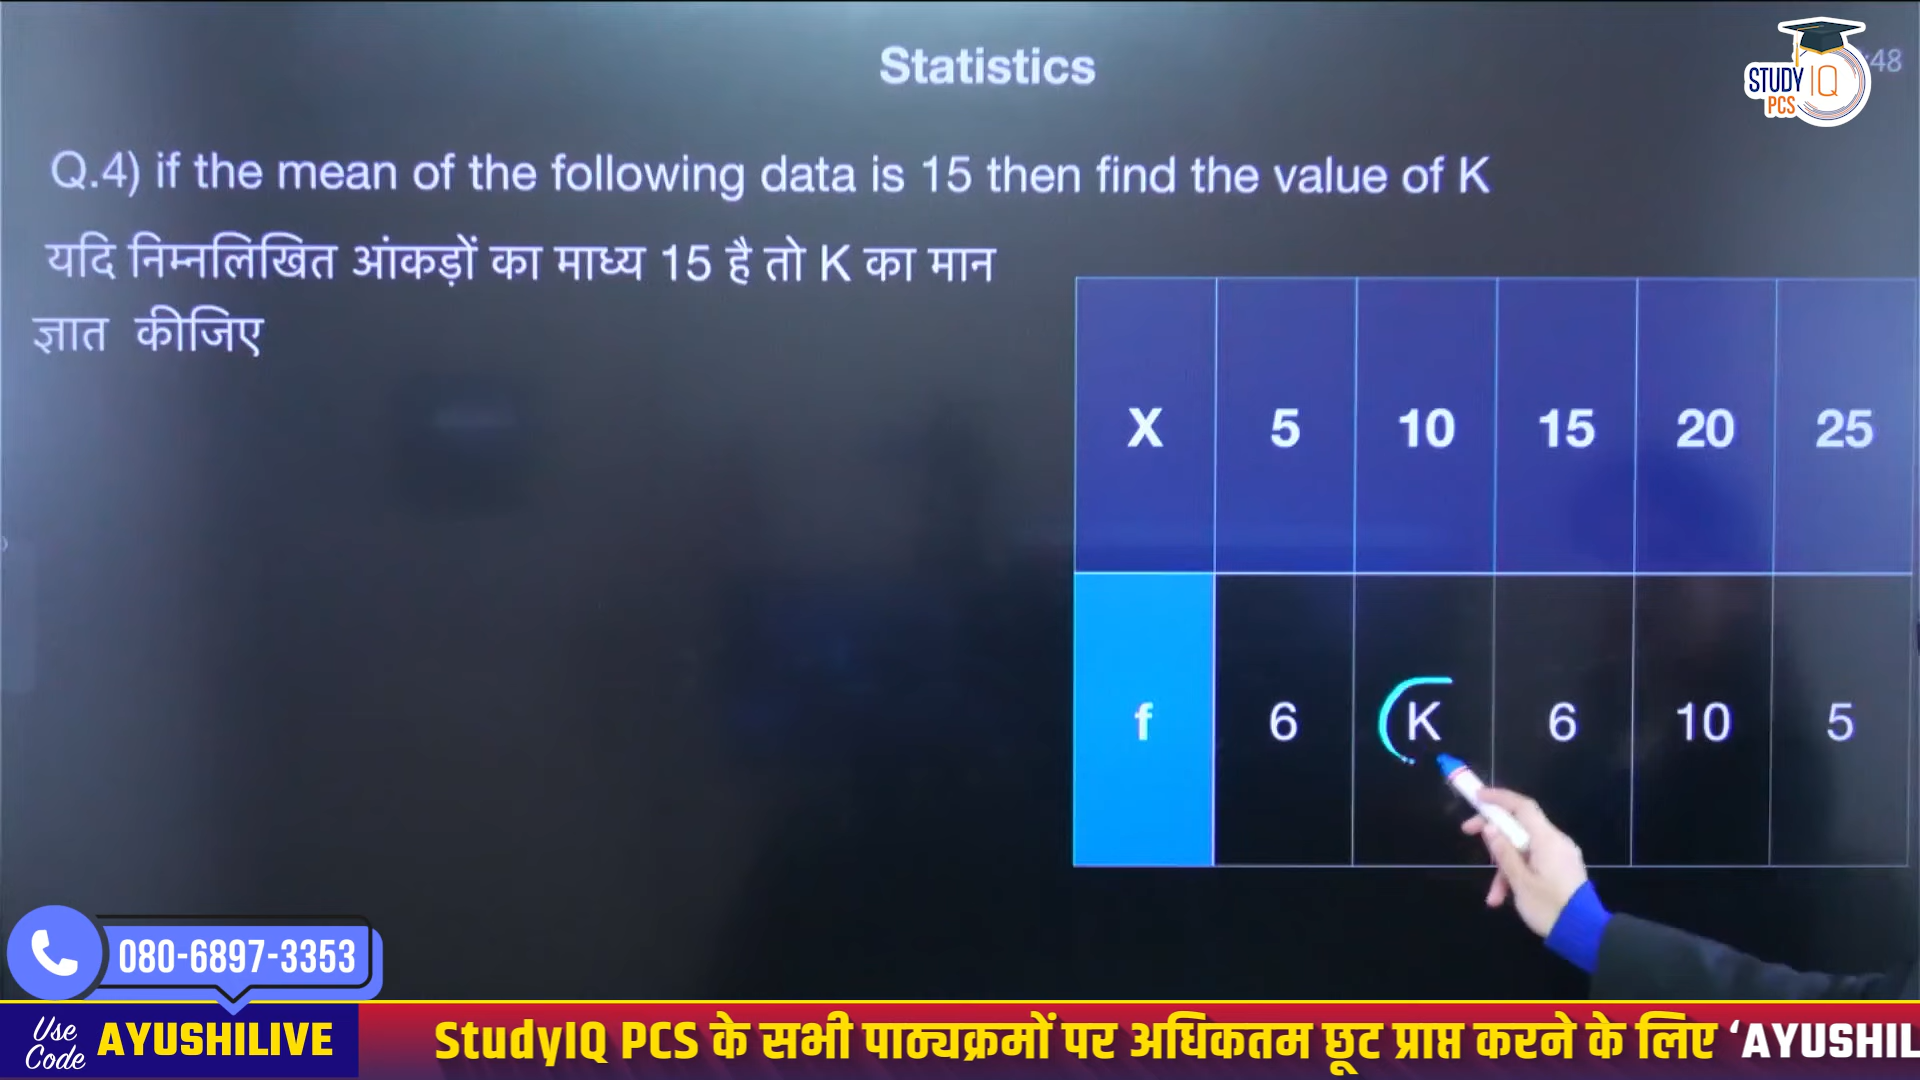 Statistics
:48
STUDY IQ
PCS
Q.4) if the mean of the following data is 15 then find the value of K
यदि निम्नलिखित आंकड़ों का माध्य 15 है तो K का मान
ज्ञात कीजिए
X 5 10 15 20 25
f 6 K 6 10 5
080-6897-3353
Use Code AYUSHILIVE
StudyIQ PCS के सभी पाठ्यक्रमों पर अधिकतम छूट प्राप्त करने के लिए ‘AYUSHIL